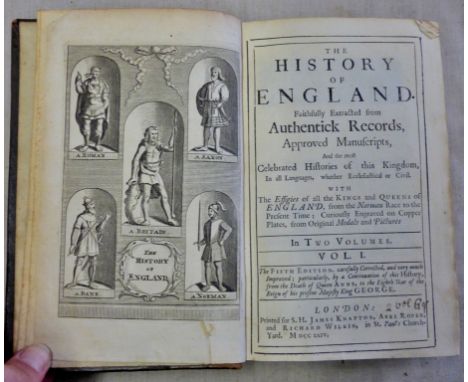 A ROMAN
A SAXON
A BRITAIN.
A DANE
A NORMAN
THE
HISTORY
OF
ENGLAND
THE
HISTORY
OF
ENGLAND.
Faithfully Extracted from
Authentick Records,
Approved Manuscripts,
And the most
Celebrated Histories of this Kingdom,
In all Languages, whether Ecclesiastical or Civil.
WITH
The Effigies of all the KINGS and QUEENS of
ENGLAND, from the Norman Race to the
Present Time; Curiously Engraved on Copper
Plates, from Original Medals and Pictures
In TWO VOLUMES.
VOL. I.
The FIFTH EDITION, carefully Corrected, and very much
Improved; particularly, by a Continuation of this History,
from the Death of Queen ANNE, to the Eighth Year of the
Reign of his present Majesty King GEORGE.
LONDON:
Printed for S. H. JAMES KNAPTON, ABEL ROPER,
and RICHARD WILKIN, in St. Paul's Church-
Yard. M DCC